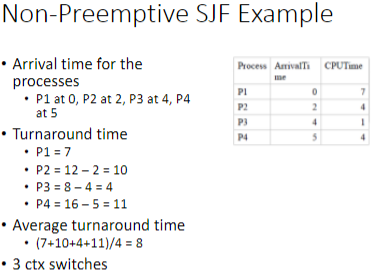 Non-Preemptive SJF Example
• Arrival time for the
processes
• P1 at 0, P2 at 2, P3 at 4, P4
at 5
• Turnaround time
• P1 = 7
• P2 = 12 – 2 = 10
• P3 = 8 – 4 = 4
• P4 = 16 – 5 = 11
• Average turnaround time
• (7+10+4+11)/4 = 8
• 3 ctx switches
Process ArrivalTi CPUTime
me
P1 0 7
P2 2 4
P3 4 1
P4 5 4